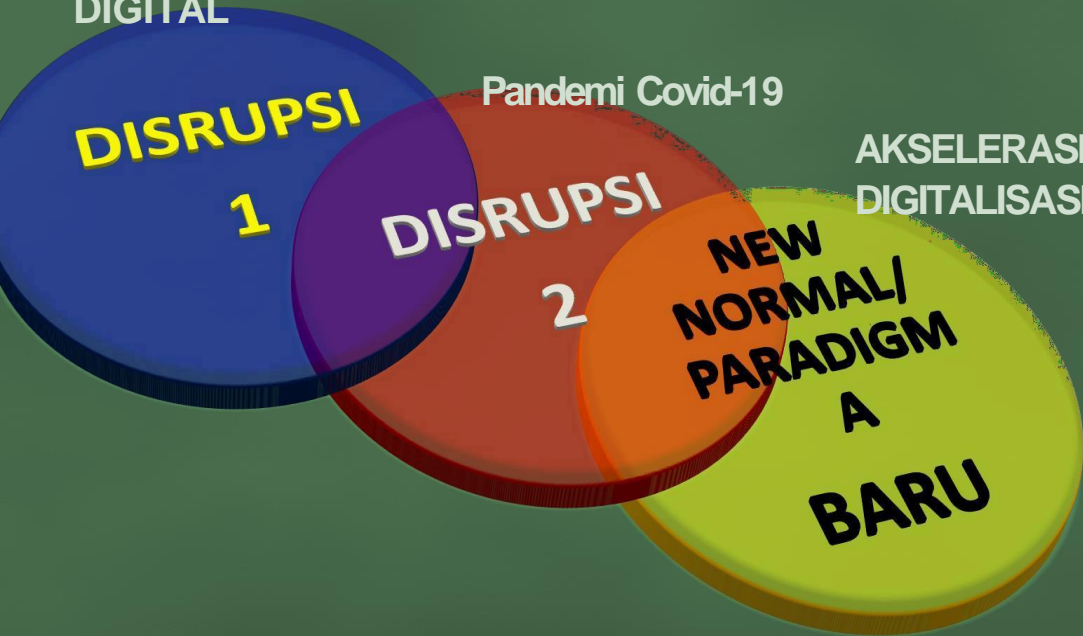 DIGITAL
DISRUPSI
1
Pandemi Covid-19
DISRUPSI
2
AKSELERASI
DIGITALISASI
NEW
NORMAL/
PARADIGM
A
BARU